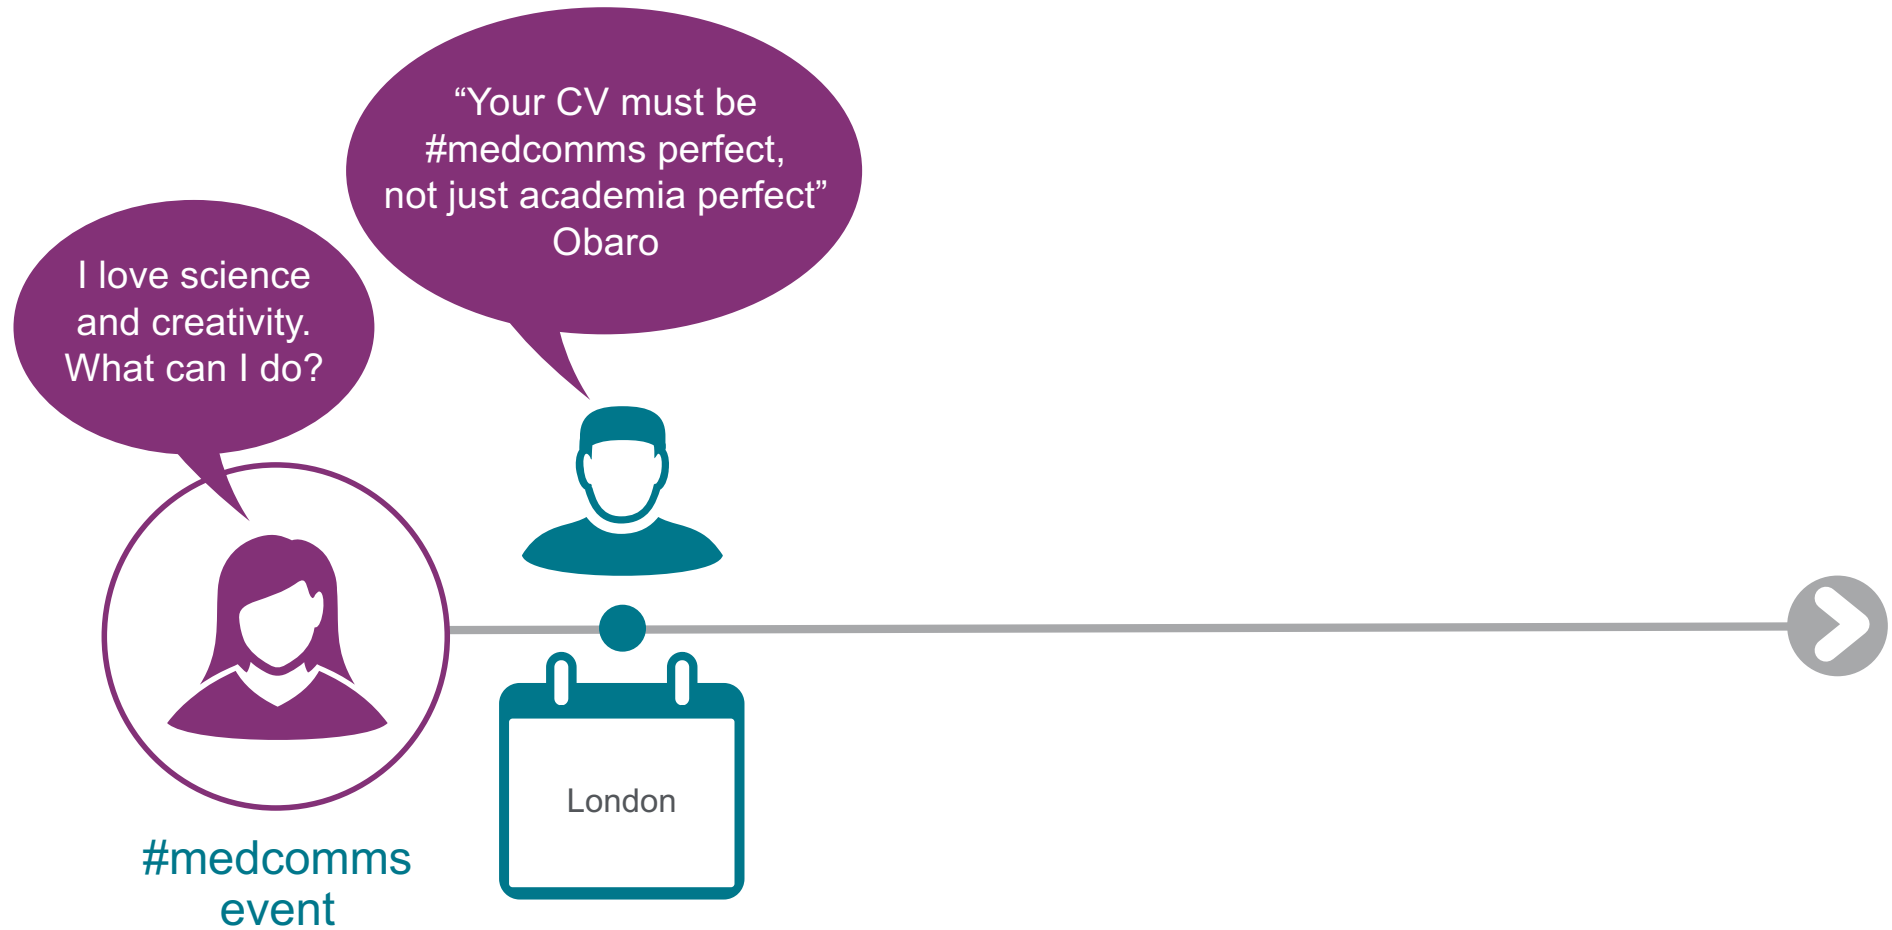 “Your CV must be
#medcomms perfect,
not just academia perfect”
Obaro
I love science
and creativity.
What can I do?
London
#medcomms
event